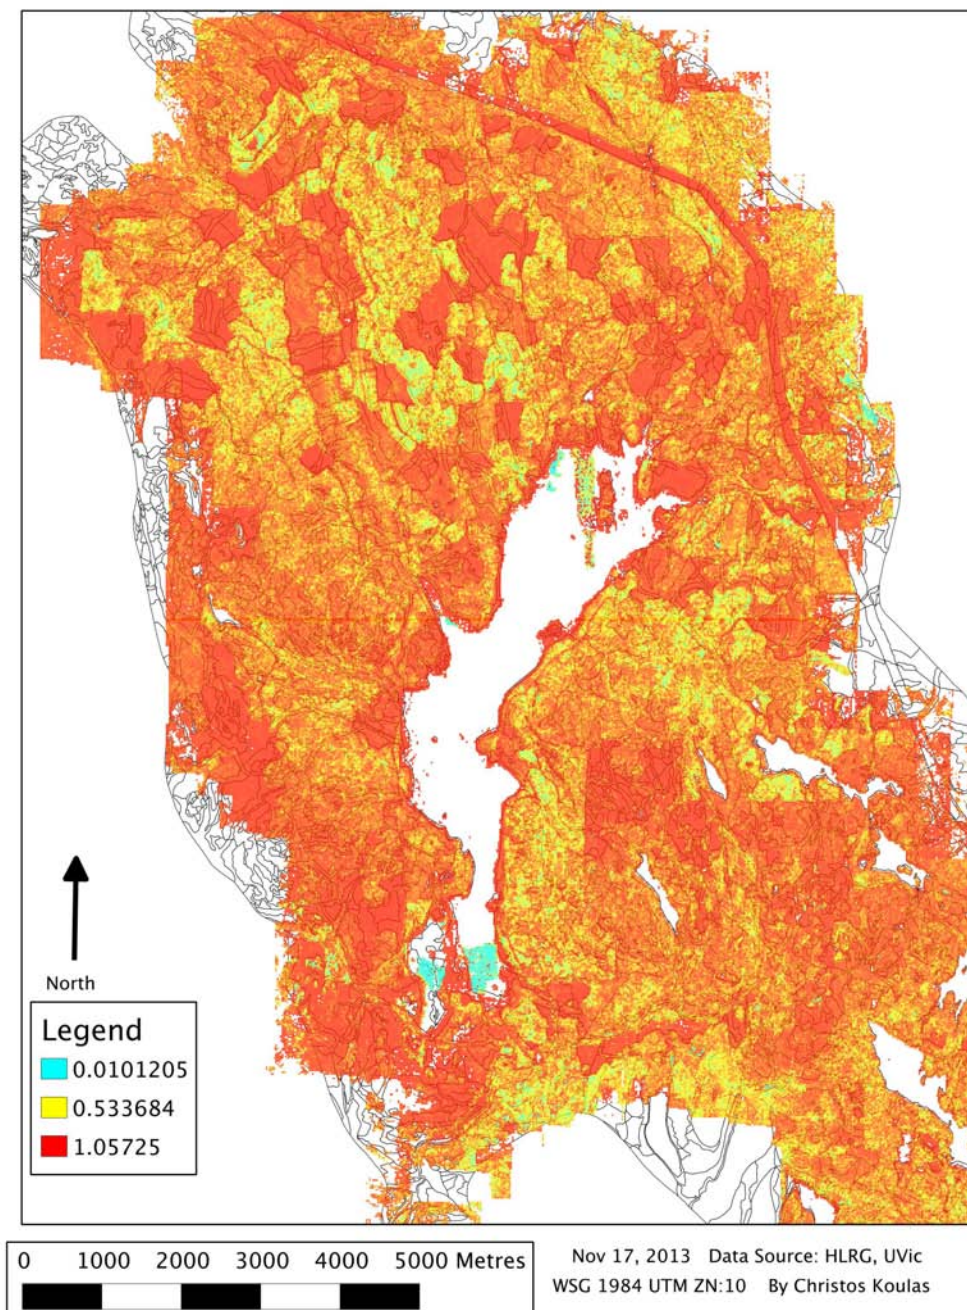 North
Legend
0.0101205
0.533684
1.05725
0 1000 2000 3000 4000 5000 Metres
Nov 17, 2013 Data Source: HLRG, UVic
WSG 1984 UTM ZN:10 By Christos Koulas